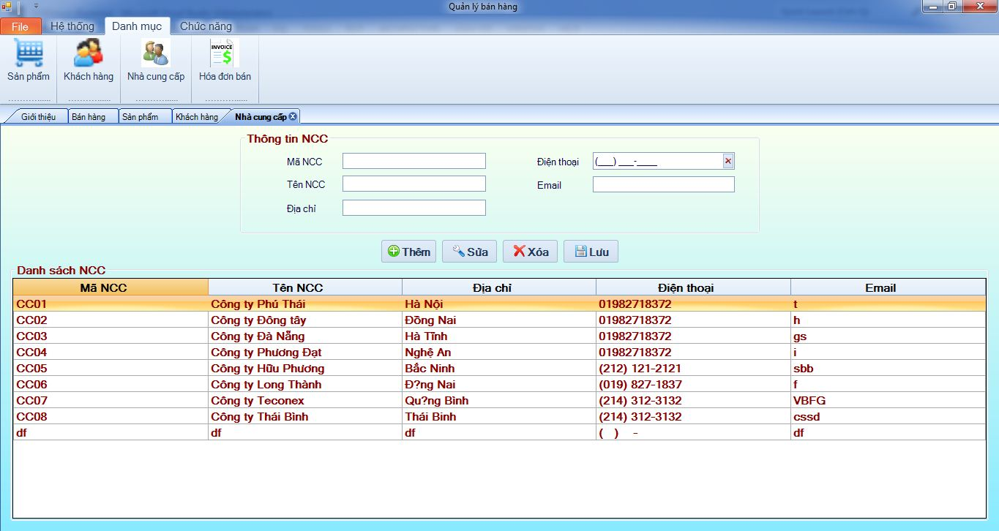 Quản lý bán hàng
File Hệ thống Danh mục Chức năng
Sản phẩm Khách hàng Nhà cung cấp Hóa đơn bán
INVOICE
Giới thiệu Bán hàng Sản phẩm Khách hàng Nhà cung cấp
Thông tin NCC
Mã NCC Điện thoại (___) ___-____
Tên NCC Email
Địa chỉ
Thêm Sửa Xóa Lưu
Danh sách NCC
Mã NCC Tên NCC Địa chỉ Điện thoại Email
CC01 Công ty Phú Thái Hà Nội 01982718372 t
CC02 Công ty Đông tây Đồng Nai 01982718372 h
CC03 Công ty Đà Nẵng Hà Tĩnh 01982718372 gs
CC04 Công ty Phương Đạt Nghệ An 01982718372 i
CC05 Công ty Hữu Phương Bắc Ninh (212) 121-2121 sbb
CC06 Công ty Long Thành Đ?ng Nai (019) 827-1837 f
CC07 Công ty Teconex Qu?ng Bình (214) 312-3132 VBFG
CC08 Công ty Thái Bình Thái Bình (214) 312-3132 cssd
df df df ( ) - df